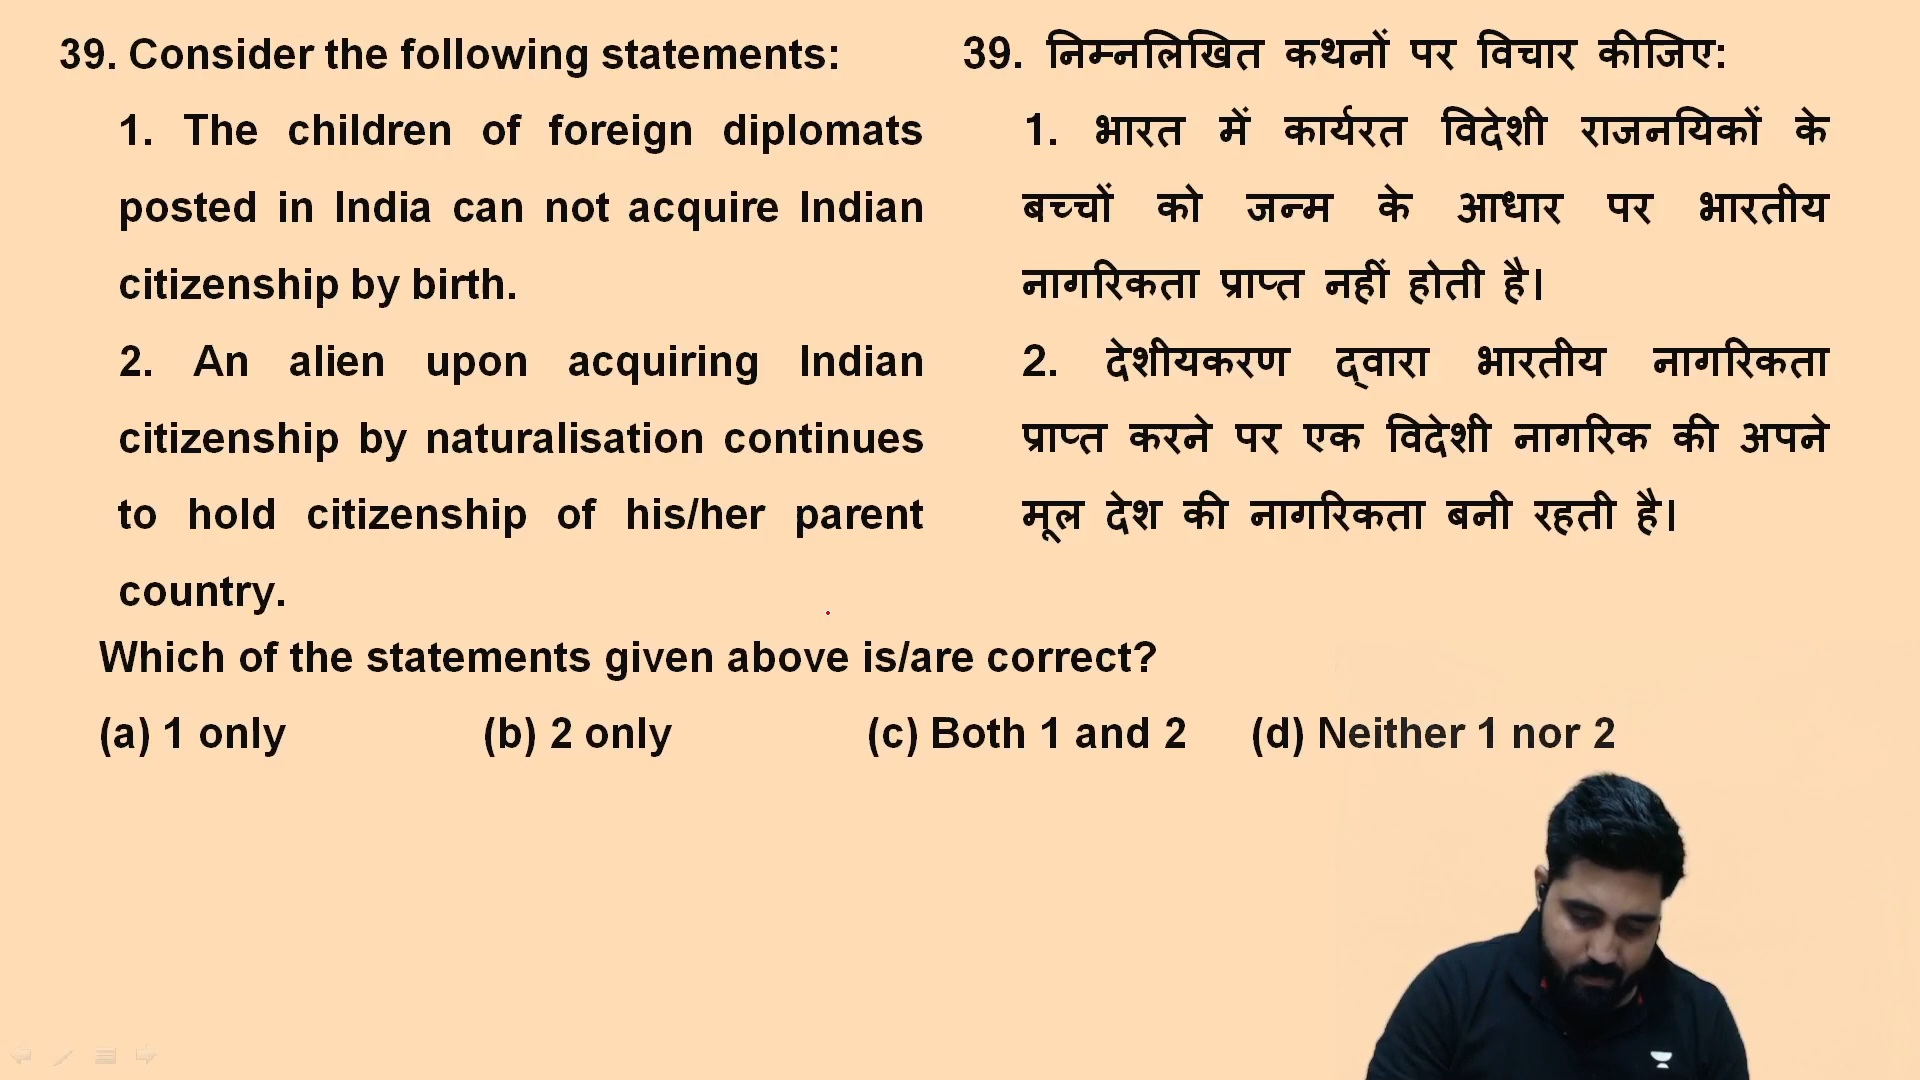 39. Consider the following statements:
1. The children of foreign diplomats
posted in India can not acquire Indian
citizenship by birth.
2. An alien upon acquiring Indian
citizenship by naturalisation continues
to hold citizenship of his/her parent
country.
39. निम्नलिखित कथनों पर विचार कीजिए:
1. भारत में कार्यरत विदेशी राजनयिकों के
बच्चों को जन्म के आधार पर भारतीय
नागरिकता प्राप्त नहीं होती है।
2. देशीयकरण द्वारा भारतीय नागरिकता
प्राप्त करने पर एक विदेशी नागरिक की अपने
मूल देश की नागरिकता बनी रहती है।
Which of the statements given above is/are correct?
(a) 1 only (b) 2 only (c) Both 1 and 2 (d) Neither 1 nor 2